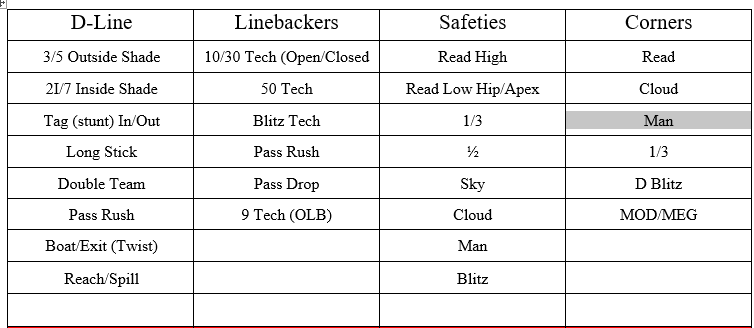 D-Line Linebackers Safeties Corners
3/5 Outside Shade 10/30 Tech (Open/Closed Read High Read
2I/7 Inside Shade 50 Tech Read Low Hip/Apex Cloud
Tag (stunt) In/Out Blitz Tech 1/3 Man
Long Stick Pass Rush ½ 1/3
Double Team Pass Drop Sky D Blitz
Pass Rush 9 Tech (OLB) Cloud MOD/MEG
Boat/Exit (Twist) Man
Reach/Spill Blitz